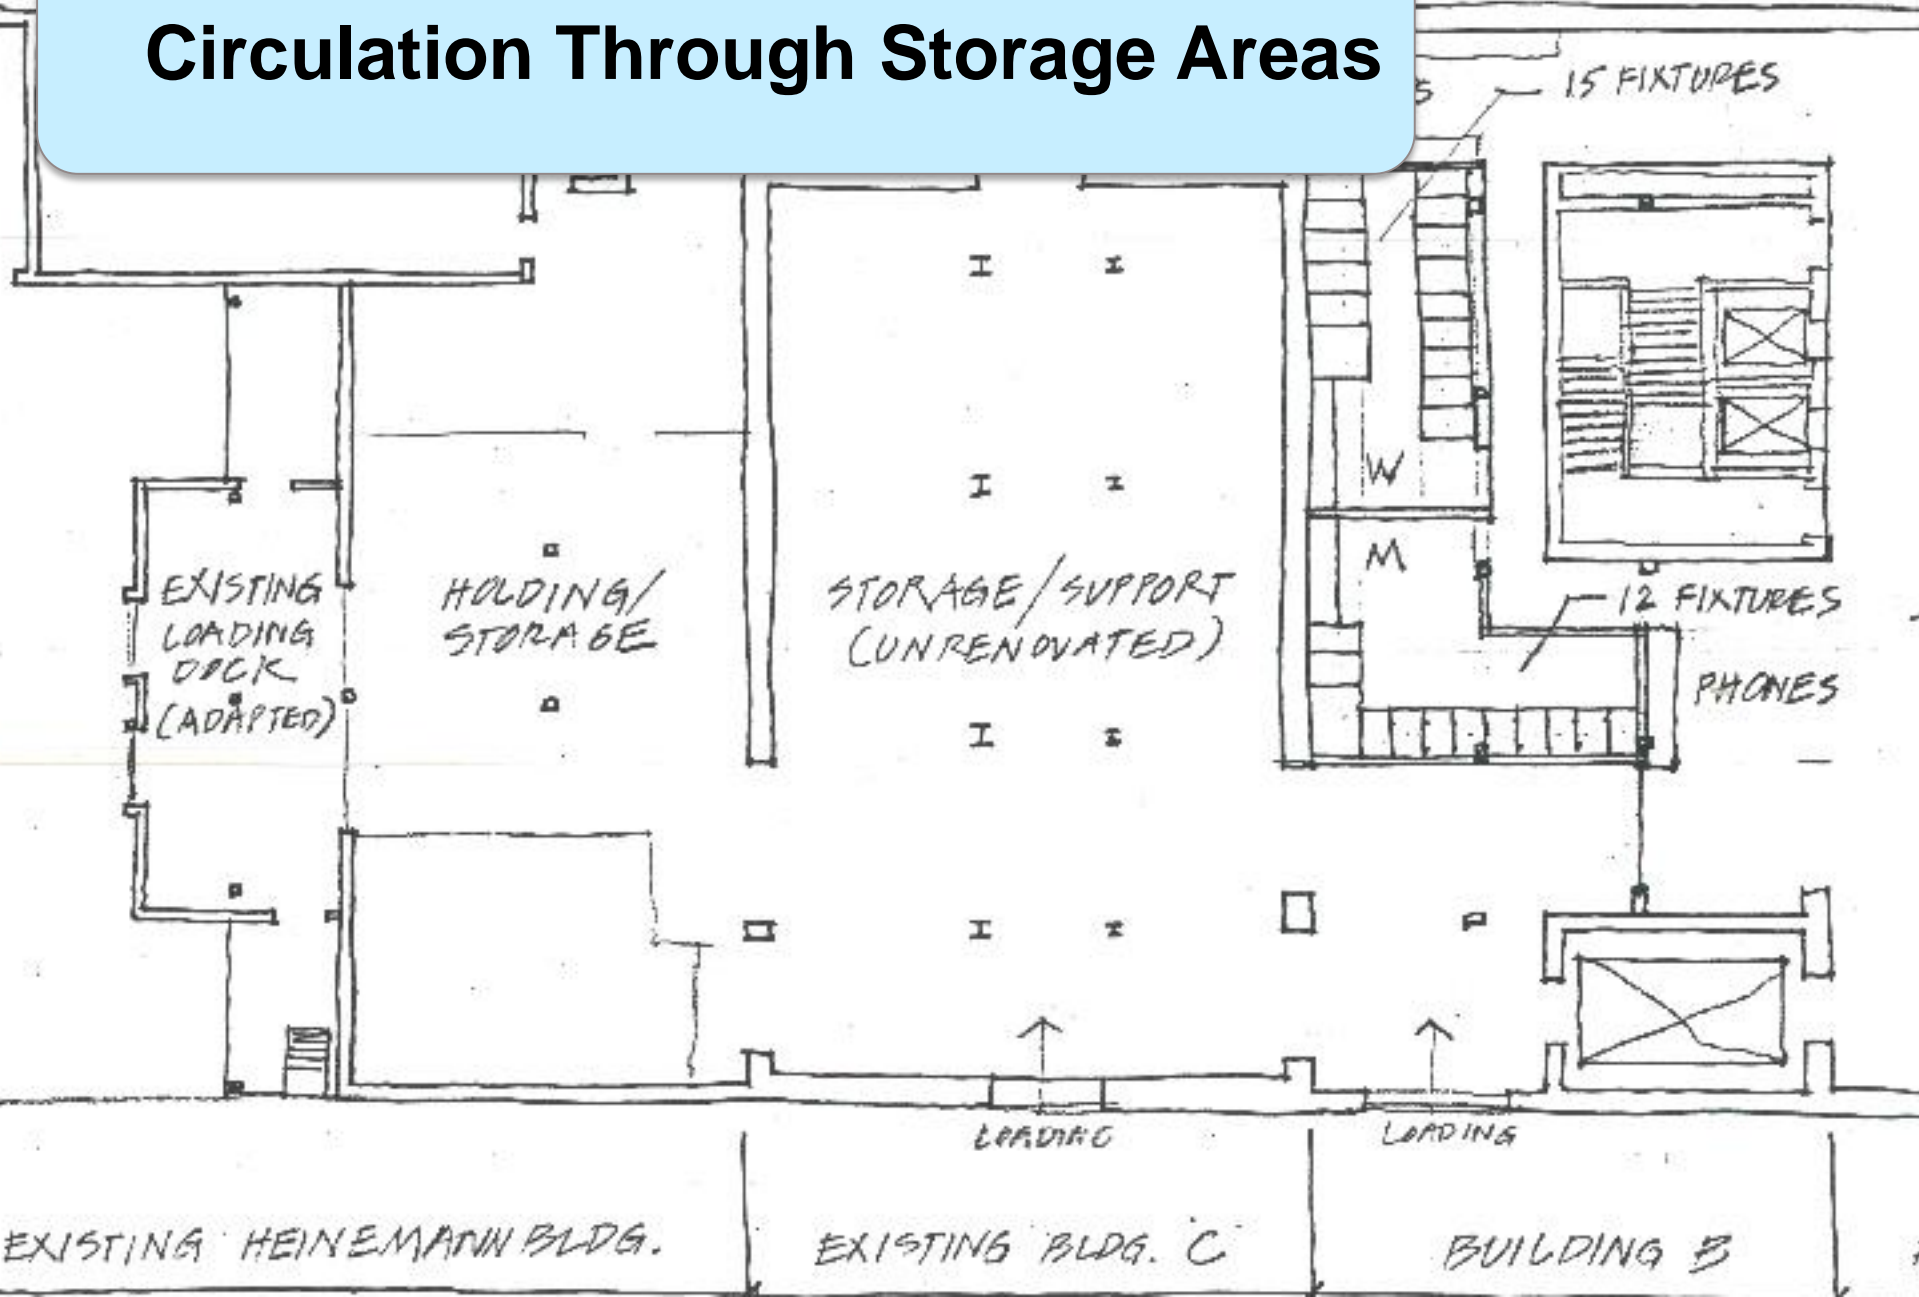 Circulation Through Storage Areas
15 FIXTURES
W
M
EXISTING
LOADING
DOCK
(ADAPTED)
HOLDING/
STORAGE
STORAGE/SUPPORT
(UNRENOVATED)
12 FIXTURES
PHONES
LOADING
LOADING
EXISTING HEINEMANN BLDG.
EXISTING BLDG. C
BUILDING B